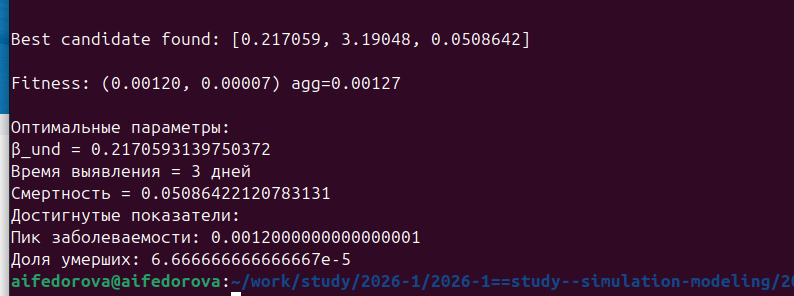 Best candidate found: [0.217059, 3.19048, 0.0508642]
Fitness: (0.00120, 0.00007) agg=0.00127
Оптимальные параметры:
β_und = 0.2170593139750372
Время выявления = 3 дней
Смертность = 0.05086422120783131
Достигнутые показатели:
Пик заболеваемости: 0.0012000000000000001
Доля умерших: 6.666666666666667e-5
aifedorova@aifedorova:~/work/study/2026-1/2026-1==study--simulation-modeling/20